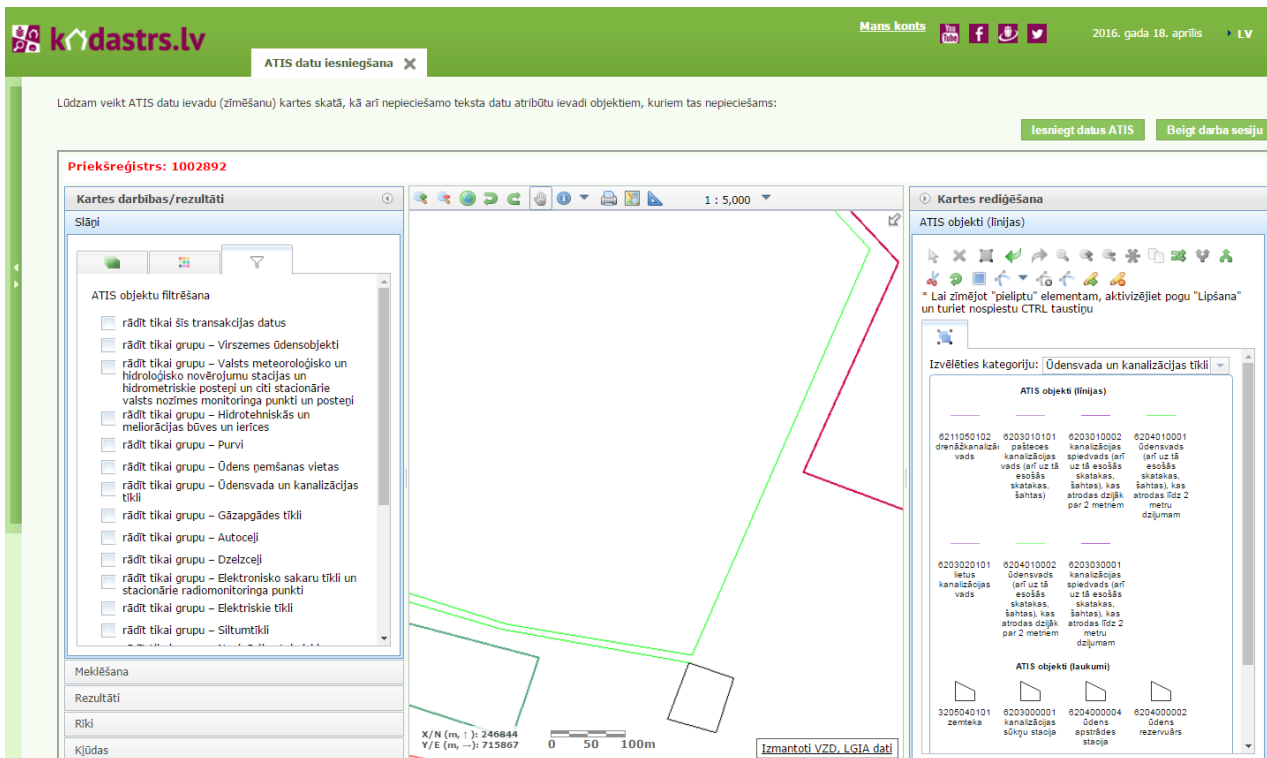 kadastrs.lv
Mans konts
You
Tube
2016. gada 18. aprīlis
LV
ATIS datu iesniegšana
Lūdzam veikt ATIS datu ievadu (zīmēšanu) kartes skatā, kā arī nepieciešamo teksta datu atribūtu ievadi objektiem, kuriem tas nepieciešams:
Iesniegt datus ATIS
Beigt darba sesiju
Priekšreģistrs: 1002892
Kartes darbības/rezultāti
Slāņi
ATIS objektu filtrēšana
rādīt tikai šīs transakcijas datus
rādīt tikai grupu – Virszemes ūdensobjekti
rādīt tikai grupu – Valsts meteoroloģisko un
hidroloģisko novērojumu stacijas un
hidrometriskie posteņi un citi stacionārie
valsts nozīmes monitoringa punkti un posteņi
rādīt tikai grupu – Hidrotehniskās un
meliorācijas būves un ierīces
rādīt tikai grupu – Purvi
rādīt tikai grupu – Ūdens ņemšanas vietas
rādīt tikai grupu – Ūdensvada un kanalizācijas
tīkli
rādīt tikai grupu – Gāzapgādes tīkli
rādīt tikai grupu – Autoceļi
rādīt tikai grupu – Dzelzceļi
rādīt tikai grupu – Elektronisko sakaru tīkli un
stacionārie radiomonitoringa punkti
rādīt tikai grupu – Elektriskie tīkli
rādīt tikai grupu – Siltumtīkli
Meklēšana
Rezultāti
Rīki
Kļūdas
1 : 5,000
X/N (m, ↑ ): 246844
Y/E (m, →): 715867
0 50 100m
Izmantoti VZD, LGIA dati
Kartes rediģēšana
ATIS objekti (līnijas)
* Lai zīmējot "pieliptu" elementam, aktivizējiet pogu "Lipšana"
un turiet nospiestu CTRL taustiņu
Izvēlēties kategoriju: Ūdensvada un kanalizācijas tīkli
ATIS objekti (līnijas)
6211050102
drenāžkanalizāc
vads
6203010101
pašteces
kanalizācijas
vads (arī uz tā
esošās
skatakas,
šahtas)
6203010002
kanalizācijas
spiedvads (arī
uz tā esošās
skatakas,
šahtas), kas
atrodas dziļāk
par 2 metriem
6204010001
ūdensvads
(arī uz tā
esošās
skatakas,
šahtas), kas
atrodas līdz 2
metru
dziļumam
6203020101
lietus
kanalizācijas
vads
6204010002
ūdensvads
(arī uz tā
esošās
skatakas,
šahtas), kas
atrodas dziļāk
par 2 metriem
6203030001
kanalizācijas
spiedvads (arī
uz tā esošās
skatakas,
šahtas), kas
atrodas līdz 2
metru
dziļumam
ATIS objekti (laukumi)
3205040101
zemteka
6203000001
kanalizācijas
sūkņu stacija
6204000004
ūdens
apstrādes
stacija
6204000002
ūdens
rezervuārs